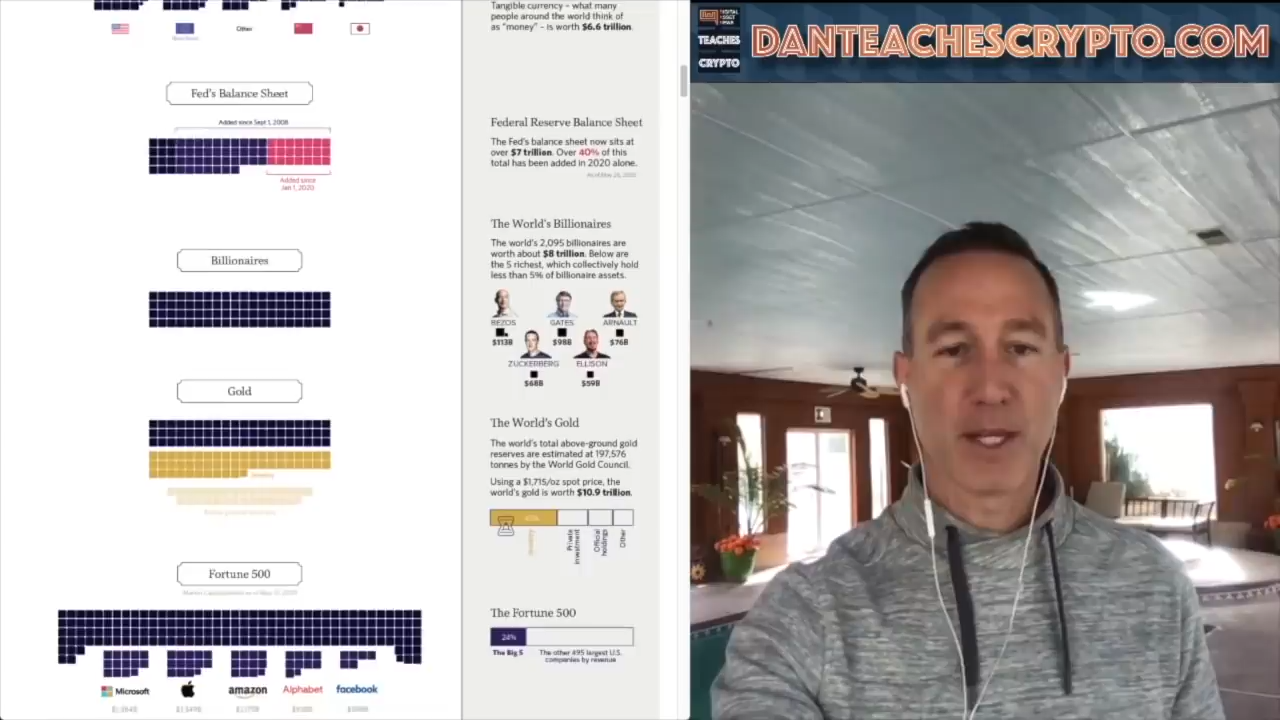 Other
Tangible currency – what many
people around the world think of
as “money” – is worth $6.6 trillion.
Fed's Balance Sheet
Added since Sept 1, 2008
Added since
Jan 1, 2020
Federal Reserve Balance Sheet
The Fed's balance sheet now sits at
over $7 trillion. Over 40% of this
total has been added in 2020 alone.
Billionaires
The World's Billionaires
The world's 2,095 billionaires are
worth about $8 trillion. Below are
the 5 richest, which collectively hold
less than 5% of billionaire assets.
BEZOS
$113B
GATES
$98B
ARNAULT
$76B
ZUCKERBERG
$68B
ELLISON
$59B
Gold
Jewelry
The World's Gold
The world's total above-ground gold
reserves are estimated at 197,576
tonnes by the World Gold Council.
Using a $1,715/oz spot price, the
world's gold is worth $10.9 trillion.
Private
investment
Official
holdings
Other
Fortune 500
The Fortune 500
24%
The Big 5
The other 495 largest U.S.
companies by revenue
Microsoft
amazon
Alphabet
facebook
TEACHES
CRYPTO
DANTEACHESCRYPTO.COM